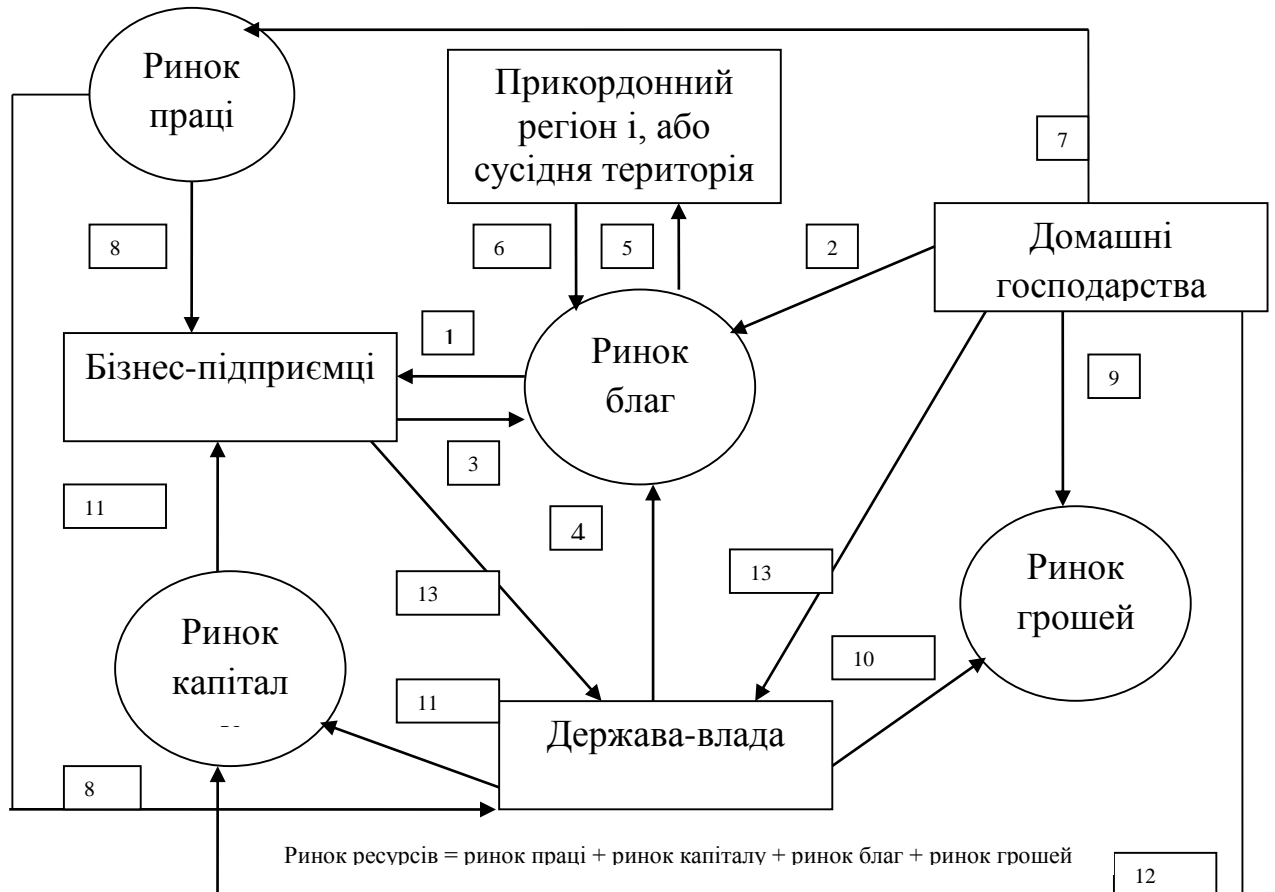 Ринок
праці
Прикордонний
регіон і, або
сусідня територія
7
8
6
5
2
Домашні
господарства
1
Бізнес-підприємці
Ринок
благ
9
3
11
4
Ринок
грошей
13
13
Ринок
капітал
10
11
Держава-влада
8
Ринок ресурсів = ринок праці + ринок капіталу + ринок благ + ринок грошей
12